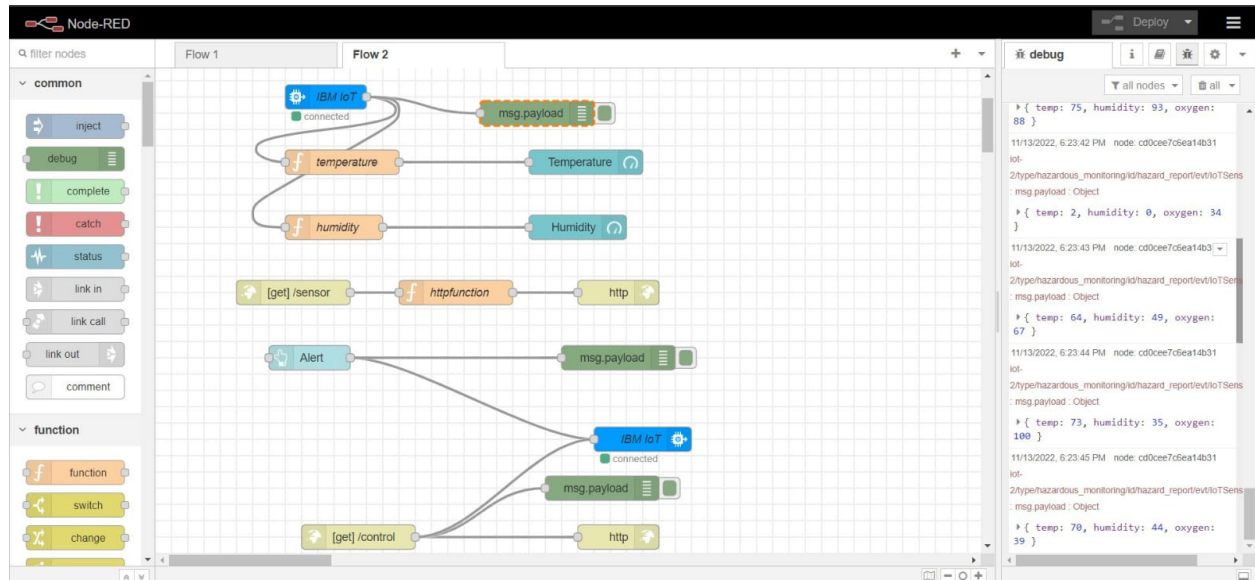 Node-RED
Deploy
filter nodes
Flow 1
Flow 2
debug
i
all nodes
all
common
inject
debug
complete
catch
status
link in
link call
link out
comment
function
function
switch
change
IBM IoT
connected
msg.payload
temperature
Temperature
humidity
Humidity
[get] /sensor
httpfunction
http
Alert
msg.payload
IBM IoT
connected
msg.payload
[get] /control
http
{ temp: 75, humidity: 93, oxygen:
88 }
11/13/2022, 6:23:42 PM node: cd0cee7c6ea14b31
iot-
2/type/hazardous_monitoring/id/hazard_report/evt/IoTSens
: msg.payload : Object
{ temp: 2, humidity: 0, oxygen: 34
}
11/13/2022, 6:23:43 PM node: cd0cee7c6ea14b3
iot-
2/type/hazardous_monitoring/id/hazard_report/evt/IoTSens
: msg.payload : Object
{ temp: 64, humidity: 49, oxygen:
67 }
11/13/2022, 6:23:44 PM node: cd0cee7c6ea14b31
iot-
2/type/hazardous_monitoring/id/hazard_report/evt/IoTSens
: msg.payload : Object
{ temp: 73, humidity: 35, oxygen:
100 }
11/13/2022, 6:23:45 PM node: cd0cee7c6ea14b31
iot-
2/type/hazardous_monitoring/id/hazard_report/evt/IoTSens
: msg.payload : Object
{ temp: 70, humidity: 44, oxygen:
39 }